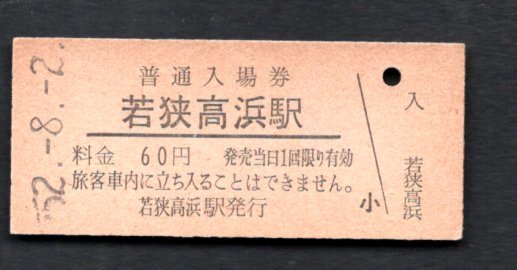 52.-8.-2.
普通入場券
若狭高浜駅
料金 60円 発売当日1回限り有効
旅客車内に立ち入ることはできません。
若狭高浜駅発行
小
入
若狭高浜